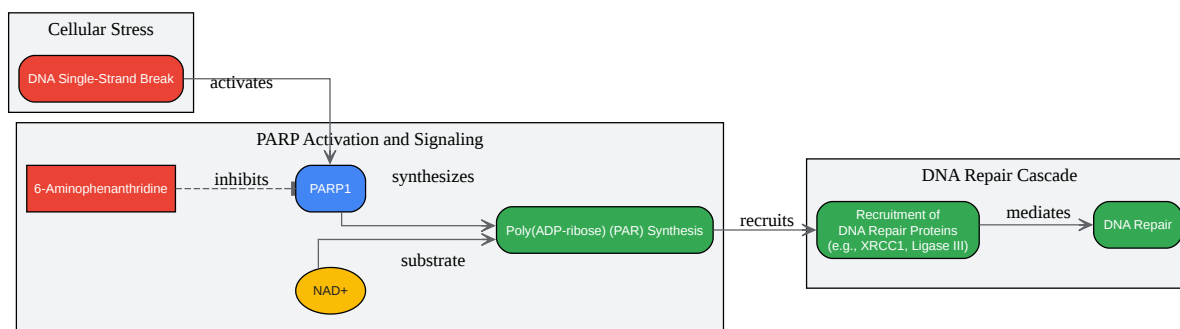 Cellular Stress
DNA Single-Strand Break
activates
PARP Activation and Signaling
6-Aminophenanthridine
inhibits
PARP1
synthesizes
Poly(ADP-ribose) (PAR) Synthesis
substrate
NAD+
recruits
DNA Repair Cascade
Recruitment of
DNA Repair Proteins
(e.g., XRCC1, Ligase III)
mediates
DNA Repair